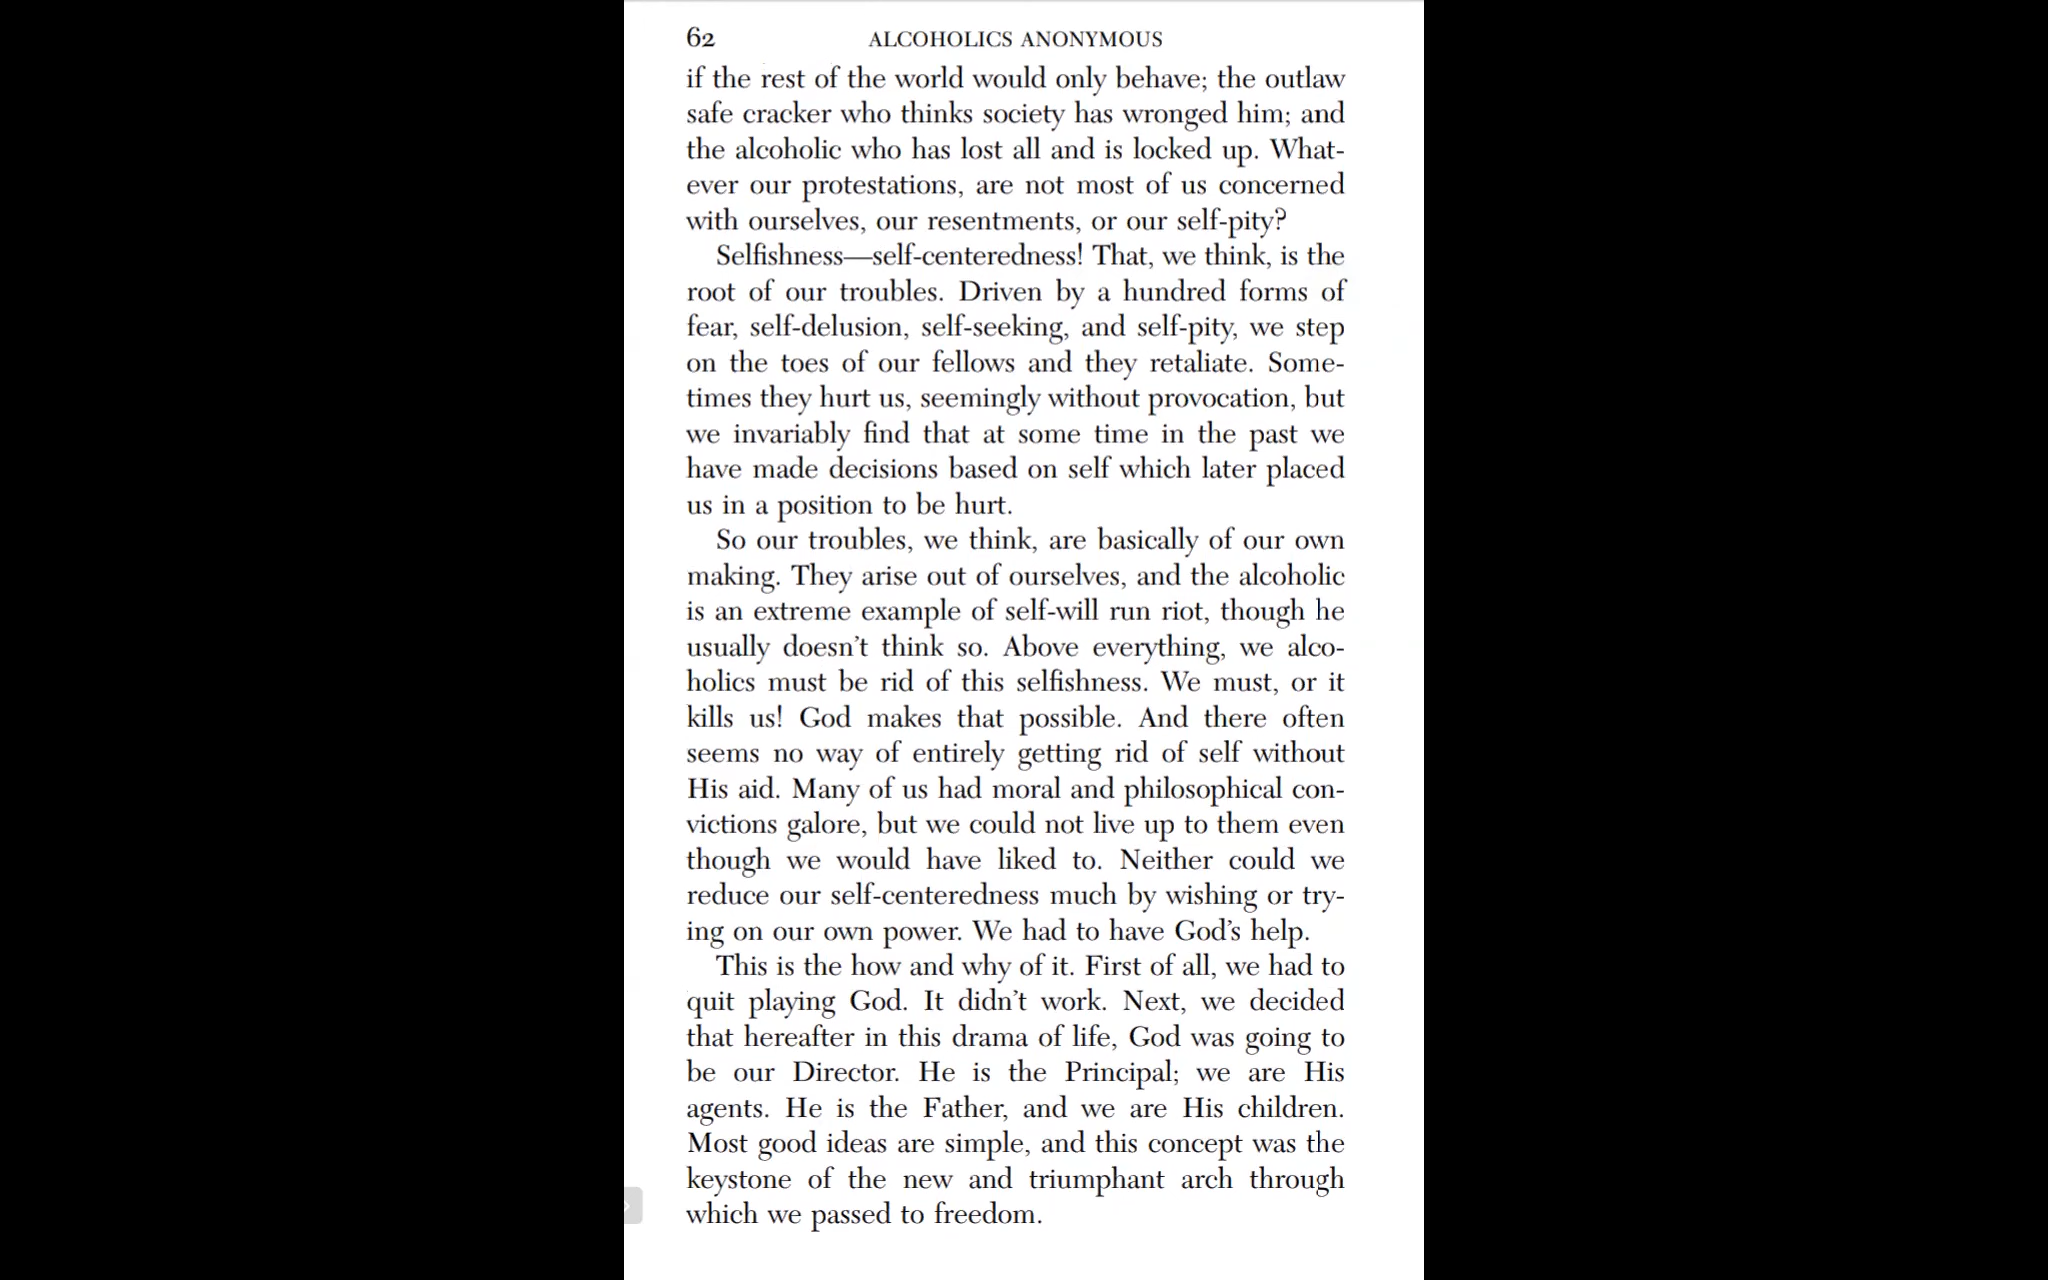 62 ALCOHOLICS ANONYMOUS
if the rest of the world would only behave; the outlaw
safe cracker who thinks society has wronged him; and
the alcoholic who has lost all and is locked up. What-
ever our protestations, are not most of us concerned
with ourselves, our resentments, or our self-pity?
Selfishness—self-centeredness! That, we think, is the
root of our troubles. Driven by a hundred forms of
fear, self-delusion, self-seeking, and self-pity, we step
on the toes of our fellows and they retaliate. Some-
times they hurt us, seemingly without provocation, but
we invariably find that at some time in the past we
have made decisions based on self which later placed
us in a position to be hurt.
So our troubles, we think, are basically of our own
making. They arise out of ourselves, and the alcoholic
is an extreme example of self-will run riot, though he
usually doesn’t think so. Above everything, we alco-
holics must be rid of this selfishness. We must, or it
kills us! God makes that possible. And there often
seems no way of entirely getting rid of self without
His aid. Many of us had moral and philosophical con-
victions galore, but we could not live up to them even
though we would have liked to. Neither could we
reduce our self-centeredness much by wishing or try-
ing on our own power. We had to have God’s help.
This is the how and why of it. First of all, we had to
quit playing God. It didn’t work. Next, we decided
that hereafter in this drama of life, God was going to
be our Director. He is the Principal; we are His
agents. He is the Father, and we are His children.
Most good ideas are simple, and this concept was the
keystone of the new and triumphant arch through
which we passed to freedom.